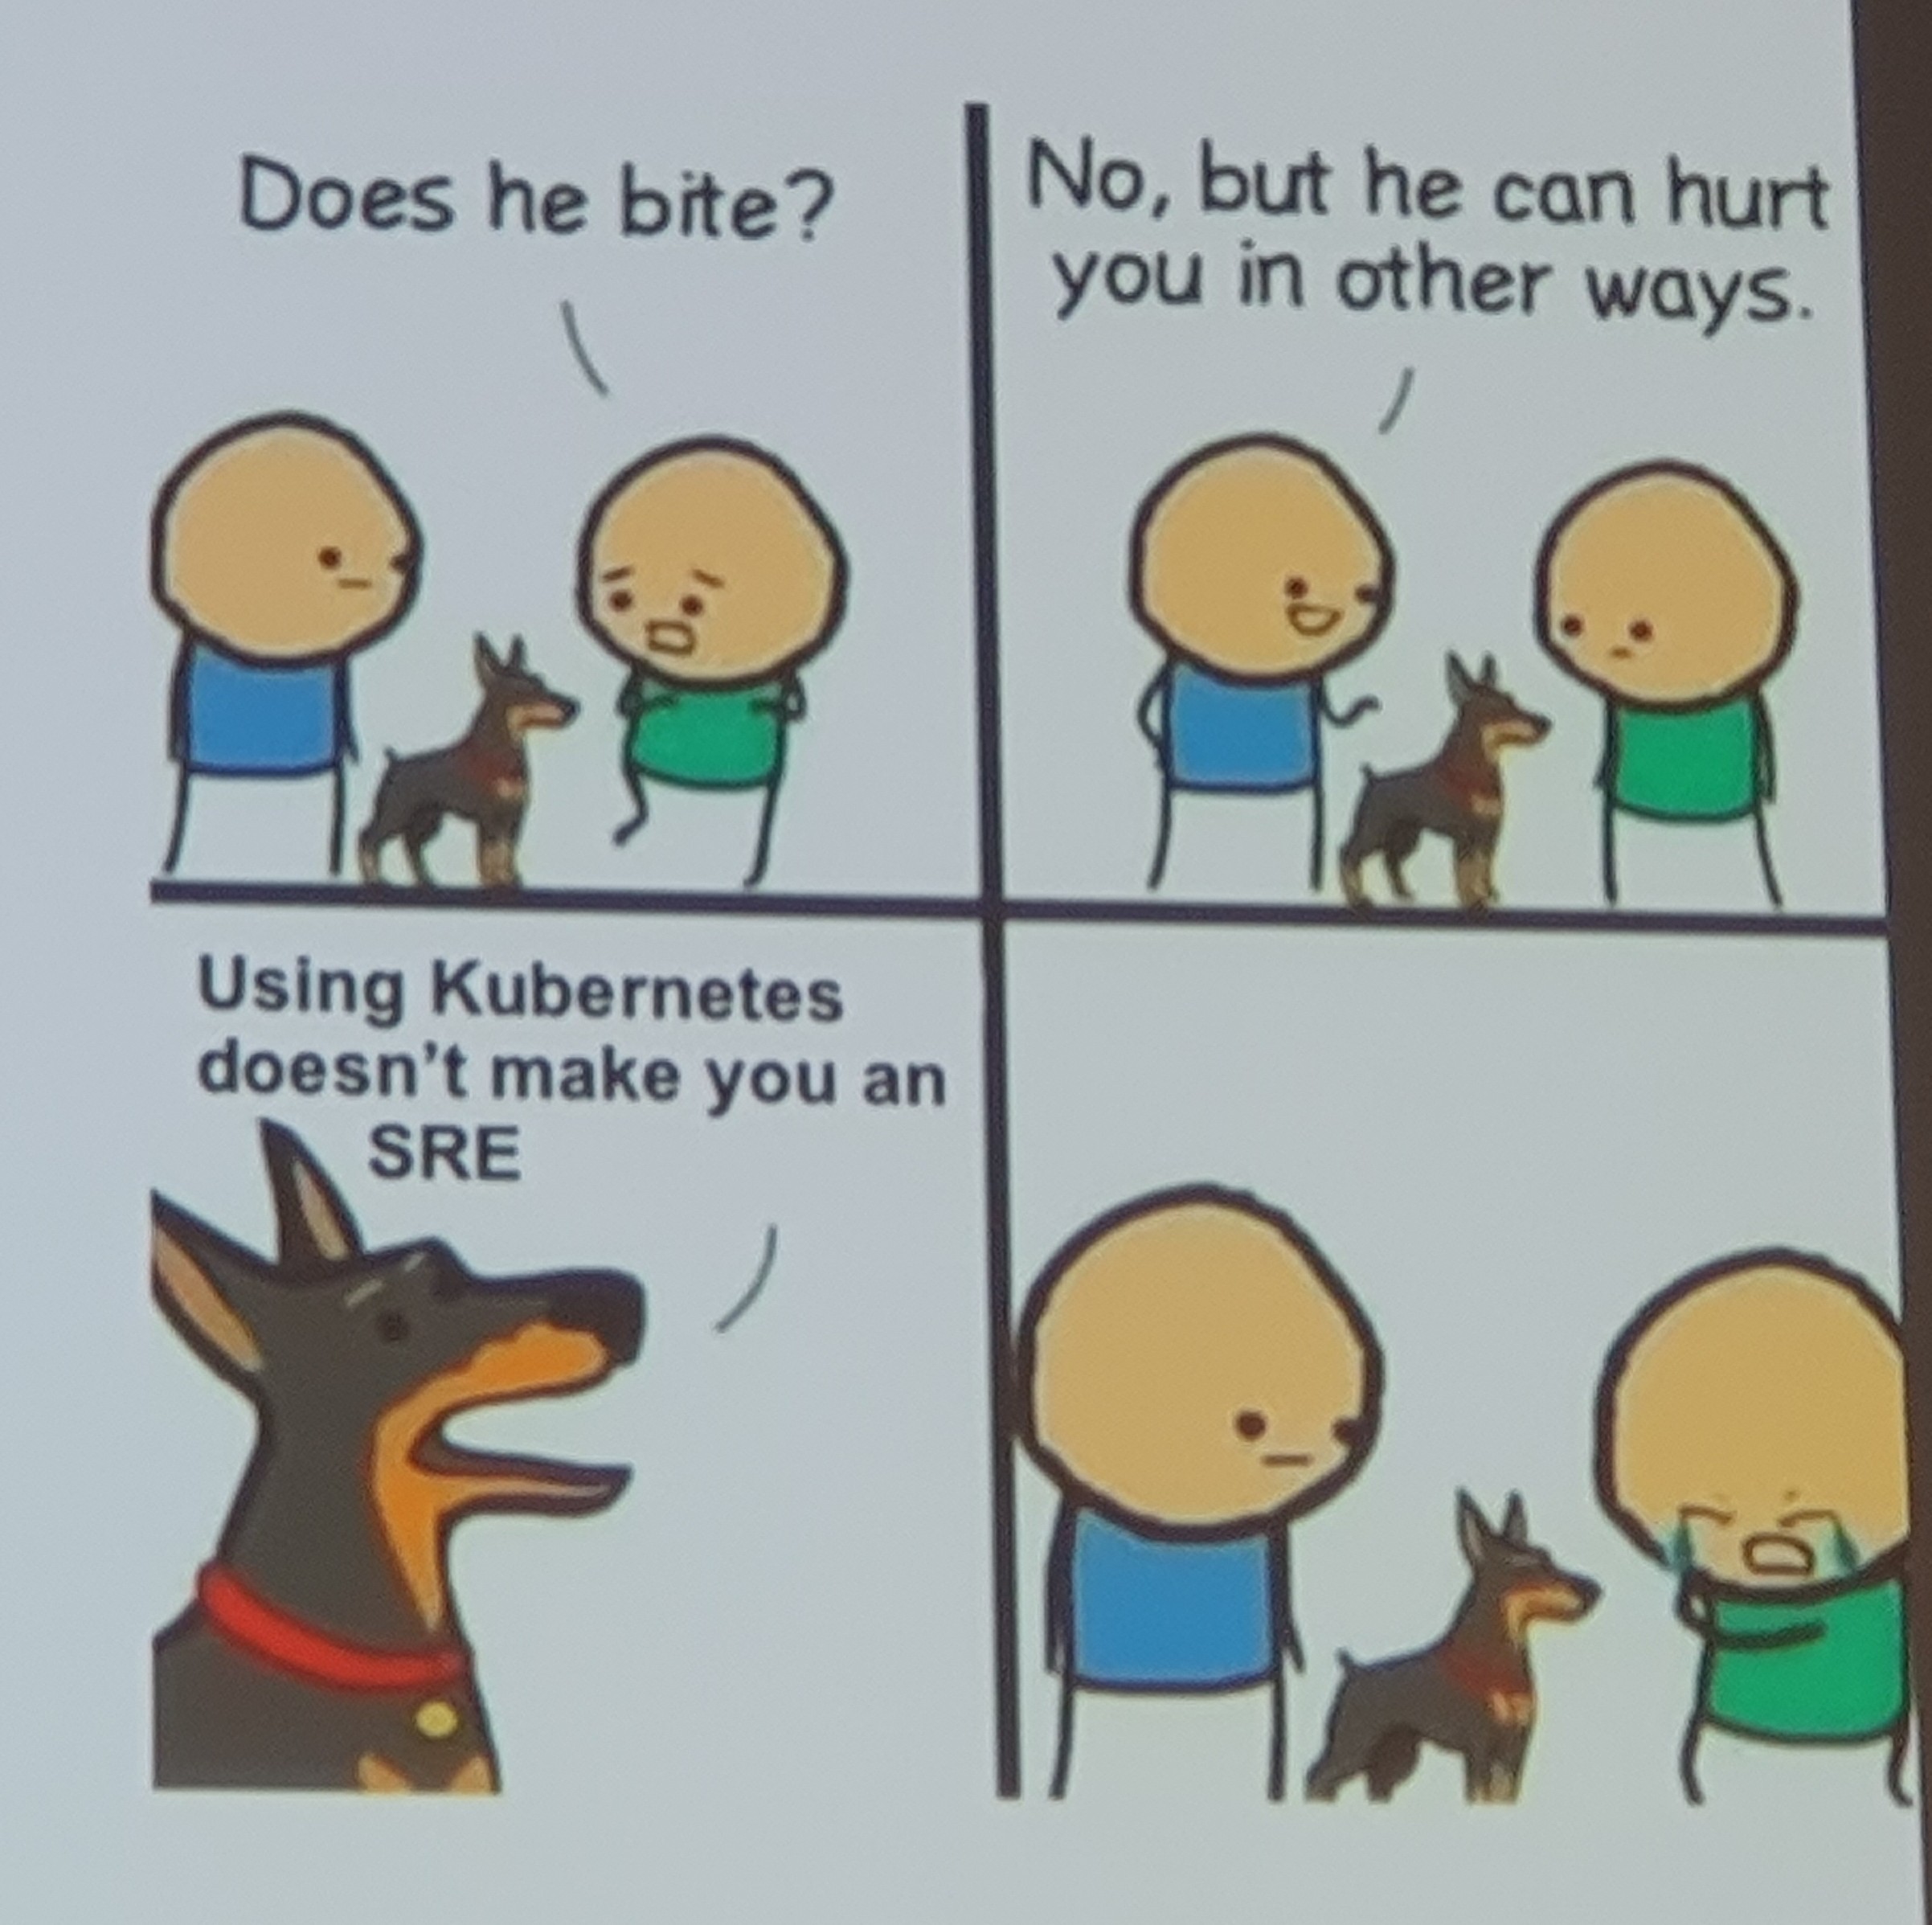 Does he bite?
No, but he can hurt
you in other ways.
Using Kubernetes
doesn't make you an
SRE